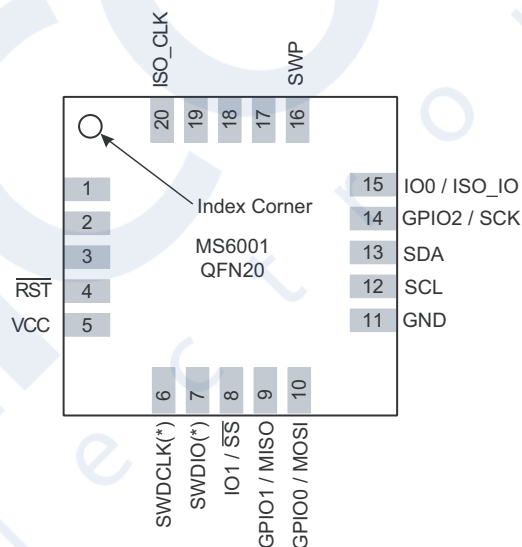 ISO_CLK
SWP
20
19
18
17
16
1
2
3
RST 4
VCC 5
Index Corner
MS6001
QFN20
15 IO0 / ISO_IO
14 GPIO2 / SCK
13 SDA
12 SCL
11 GND
6
7
8
9
10
SWDCLK(*)
SWDIO(*)
IO1 / SS
GPIO1 / MISO
GPIO0 / MOSI